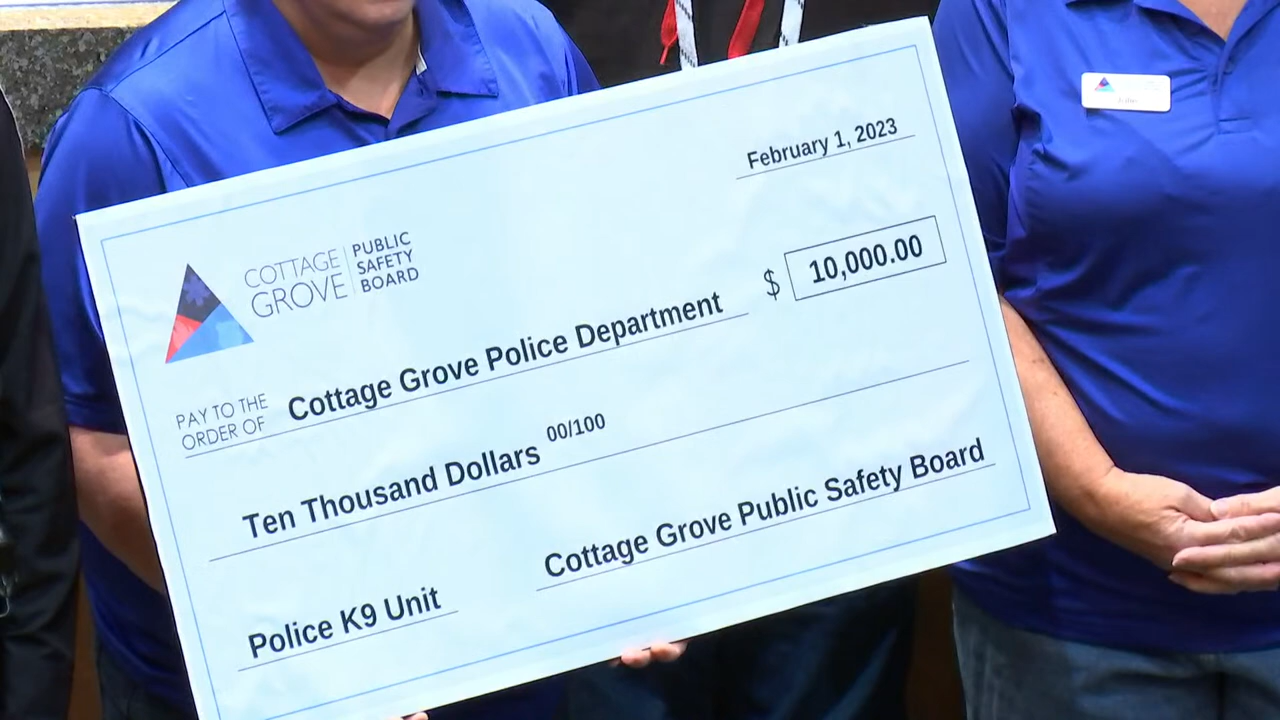 February 1, 2023
COTTAGE GROVE
PUBLIC SAFETY BOARD
$ 10,000.00
PAY TO THE ORDER OF Cottage Grove Police Department
Ten Thousand Dollars 00/100
Cottage Grove Public Safety Board
Police K9 Unit